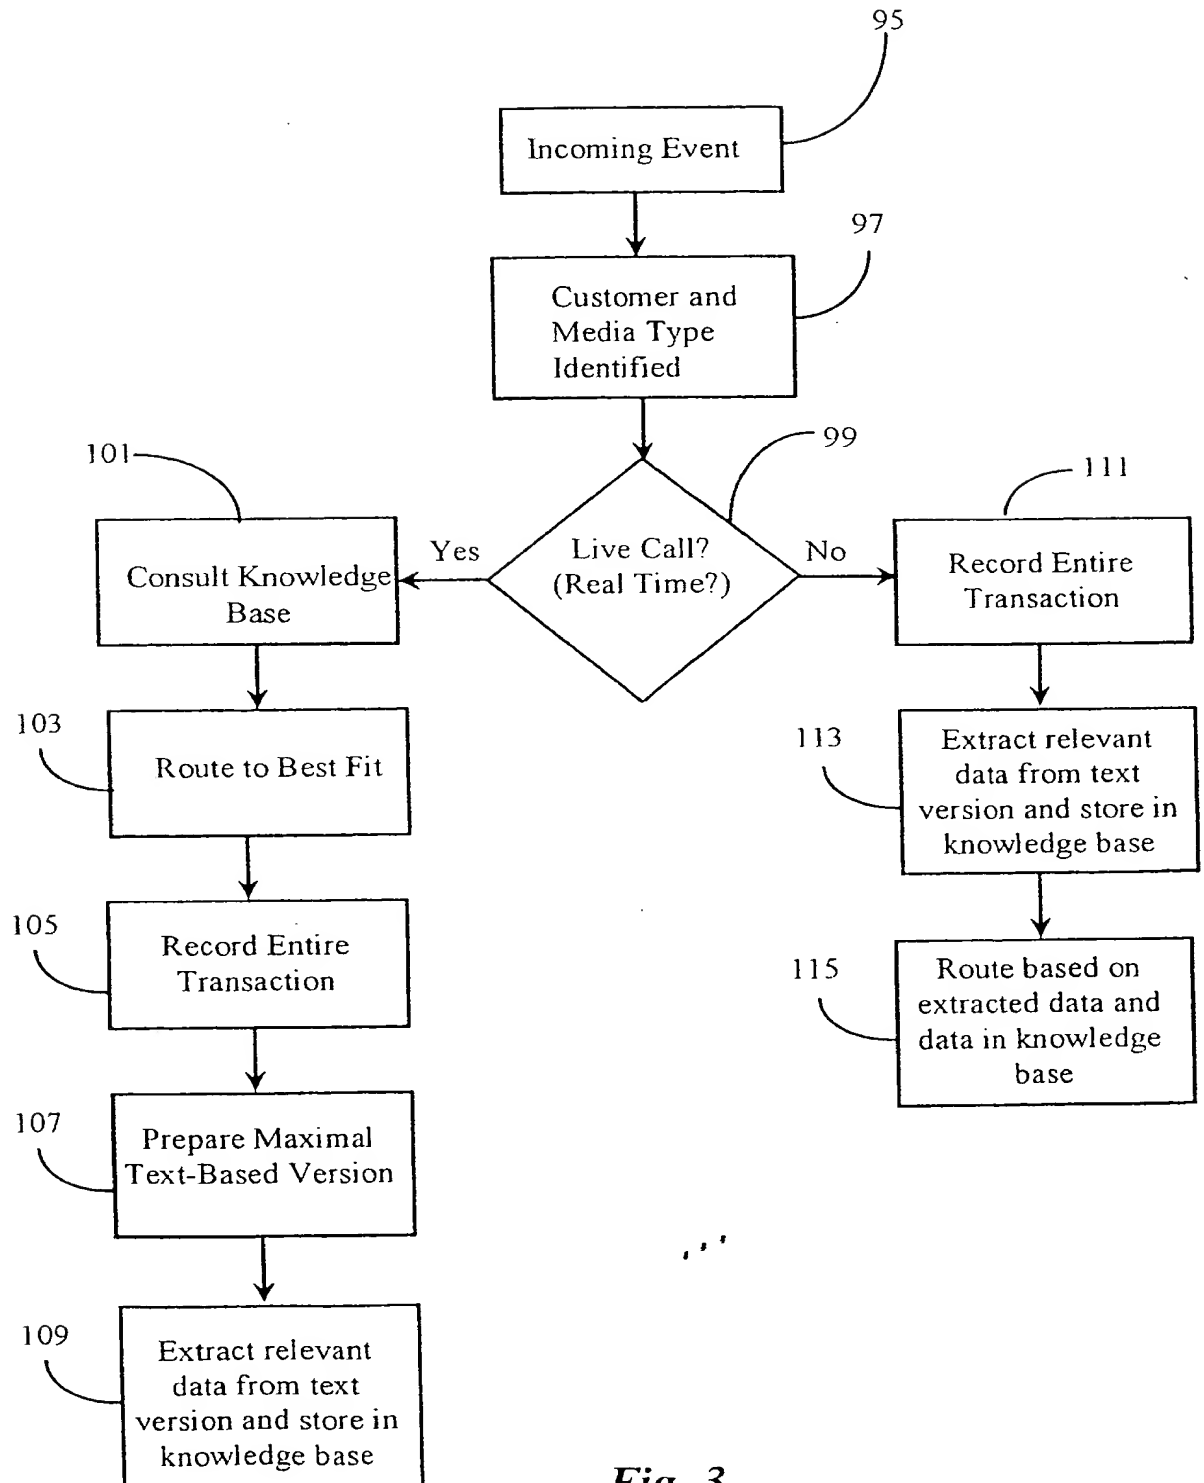 95
Incoming Event
97
Customer and
Media Type
Identified
99
Live Call?
(Real Time?)
Yes
No
101
Consult Knowledge
Base
103
Route to Best Fit
105
Record Entire
Transaction
107
Prepare Maximal
Text-Based Version
109
Extract relevant
data from text
version and store in
knowledge base
111
Record Entire
Transaction
113
Extract relevant
data from text
version and store in
knowledge base
115
Route based on
extracted data and
data in knowledge
base
Fig. 3